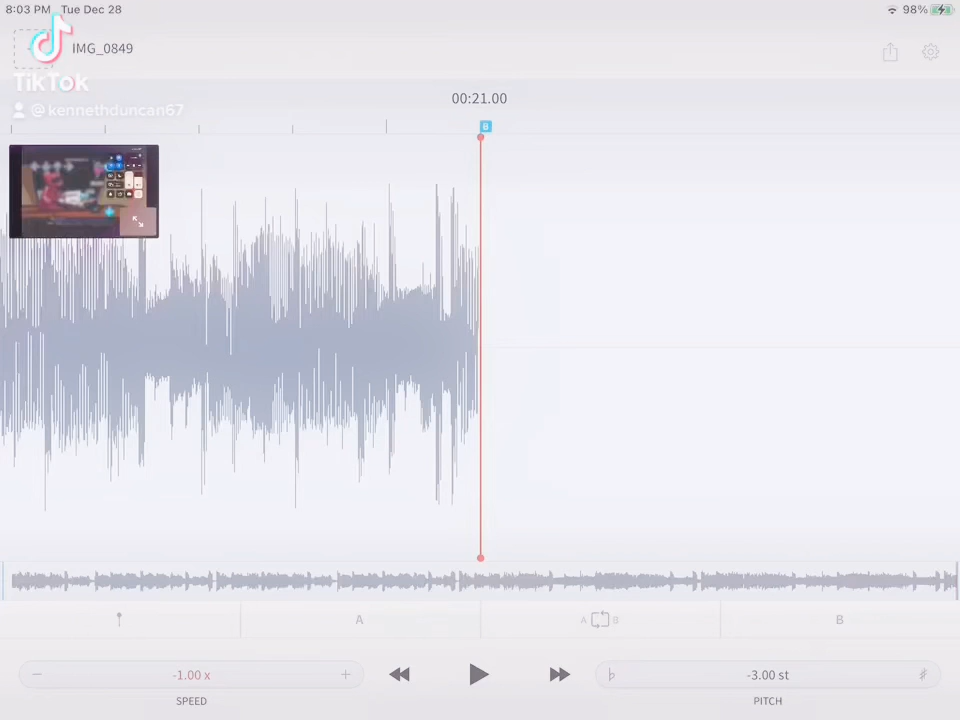 8:03 PM Tue Dec 28
98%
IMG_0849
TikTok
@kennethduncan67
00:21.00
B
A
A B
B
-1.00 x
-3.00 st
SPEED
PITCH